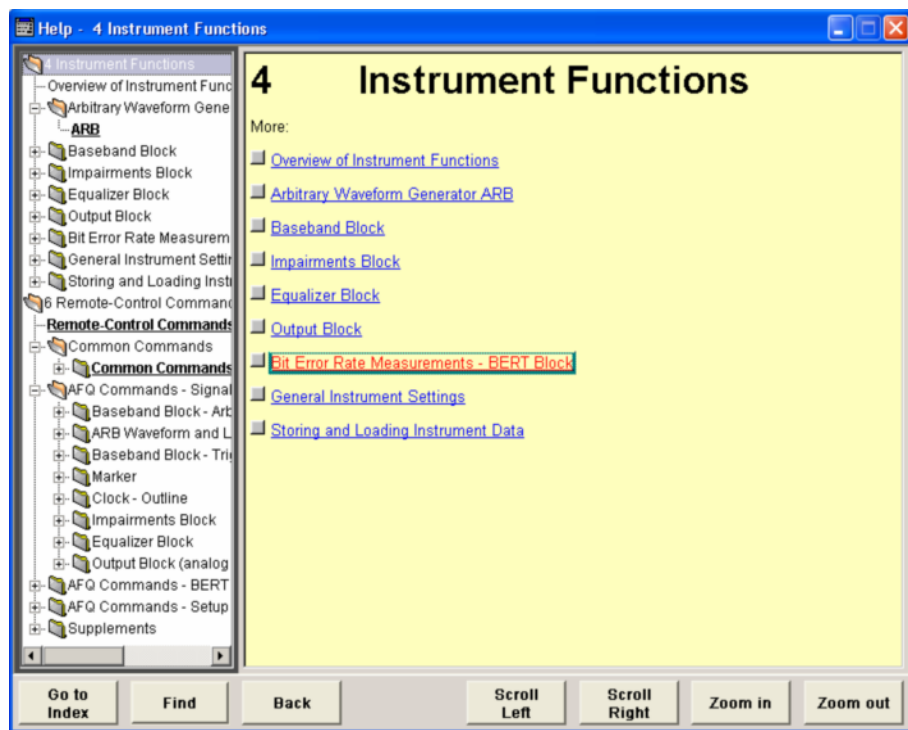 Help - 4 Instrument Functions
4 Instrument Functions
Overview of Instrument Func
Arbitrary Waveform Gene
ARB
Baseband Block
Impairments Block
Equalizer Block
Output Block
Bit Error Rate Measurem
General Instrument Settin
Storing and Loading Instr
6 Remote-Control Command
Remote-Control Commands
Common Commands
Common Commands
AFQ Commands - Signal
Baseband Block - Arb
ARB Waveform and L
Baseband Block - Trig
Marker
Clock - Outline
Impairments Block
Equalizer Block
Output Block (analog
AFQ Commands - BERT
AFQ Commands - Setup
Supplements
4 Instrument Functions
More:
Overview of Instrument Functions
Arbitrary Waveform Generator ARB
Baseband Block
Impairments Block
Equalizer Block
Output Block
Bit Error Rate Measurements - BERT Block
General Instrument Settings
Storing and Loading Instrument Data
Go to Index
Find
Back
Scroll Left
Scroll Right
Zoom in
Zoom out